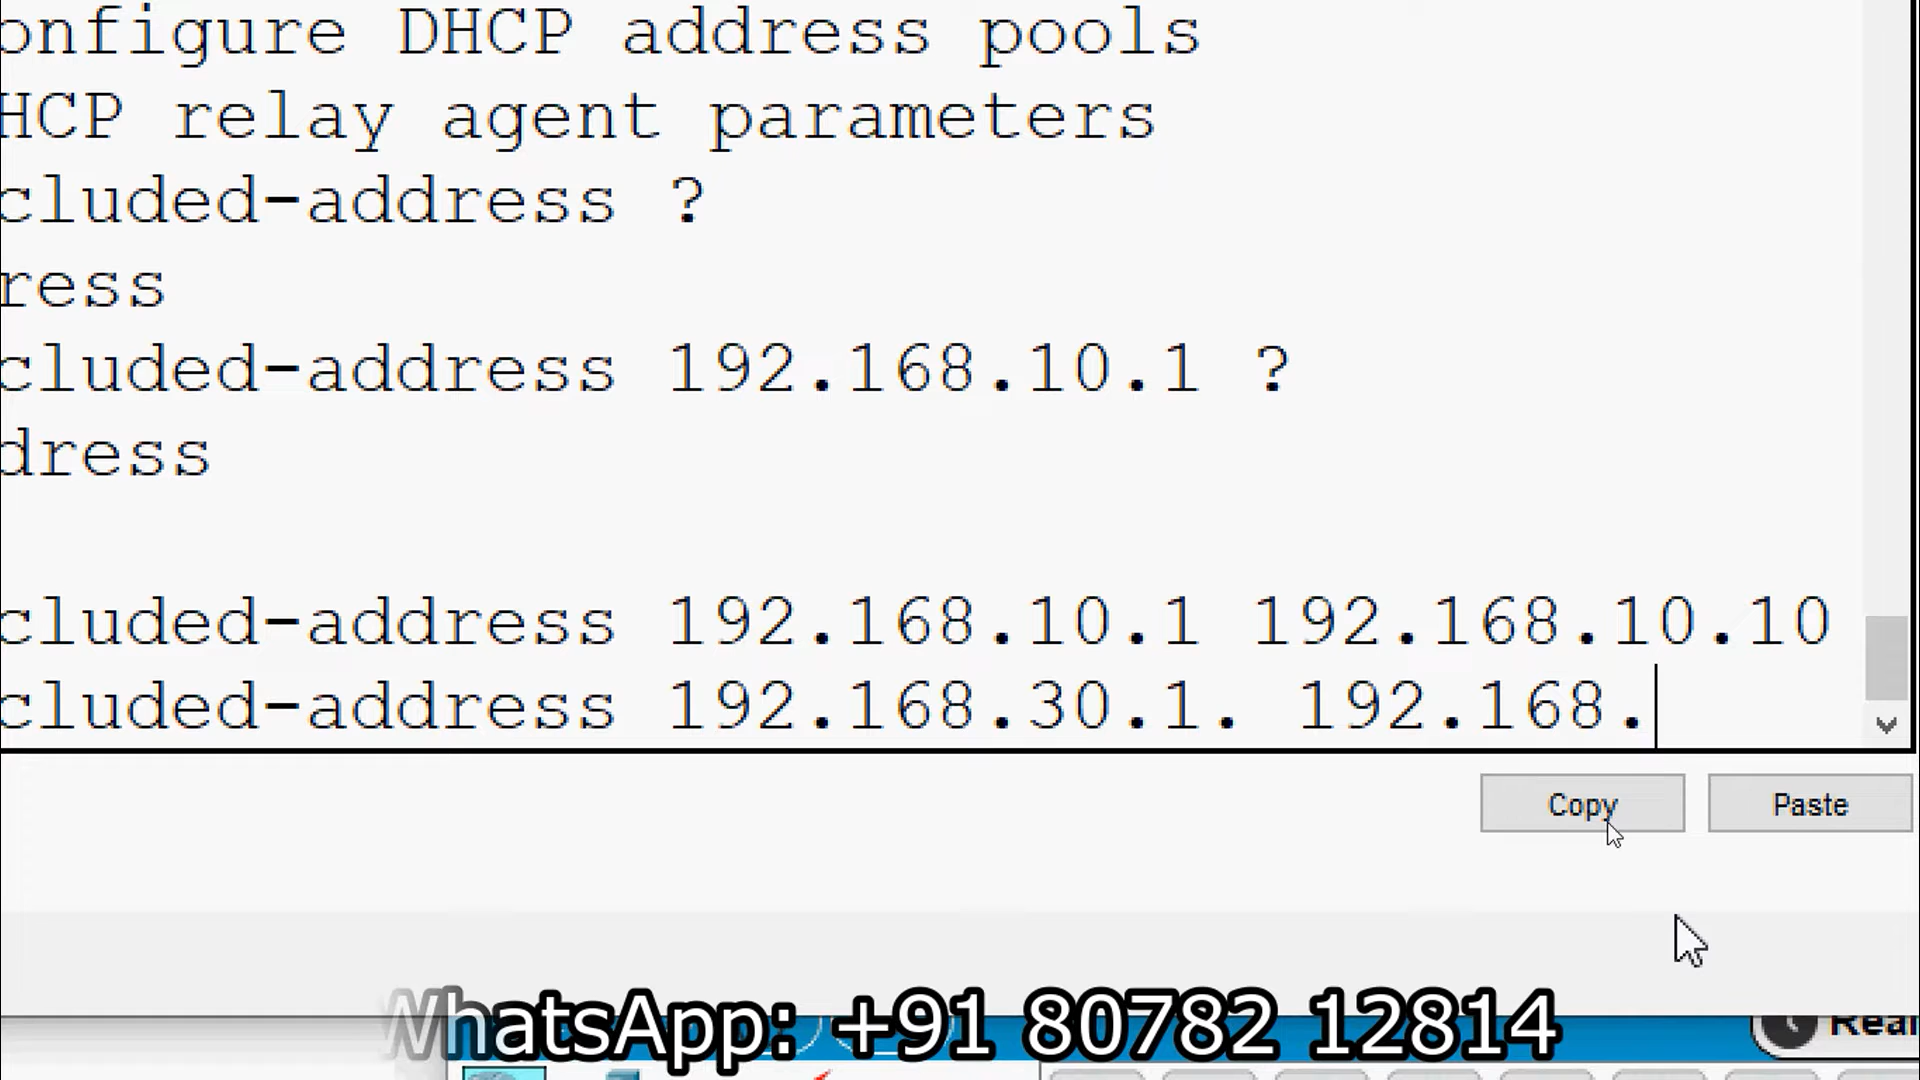 onfigure DHCP address pools
HCP relay agent parameters
cluded-address ?
ress
cluded-address 192.168.10.1 ?
dress
cluded-address 192.168.10.1 192.168.10.10
cluded-address 192.168.30.1. 192.168.
Copy Paste
WhatsApp: +91 80782 12814
Real